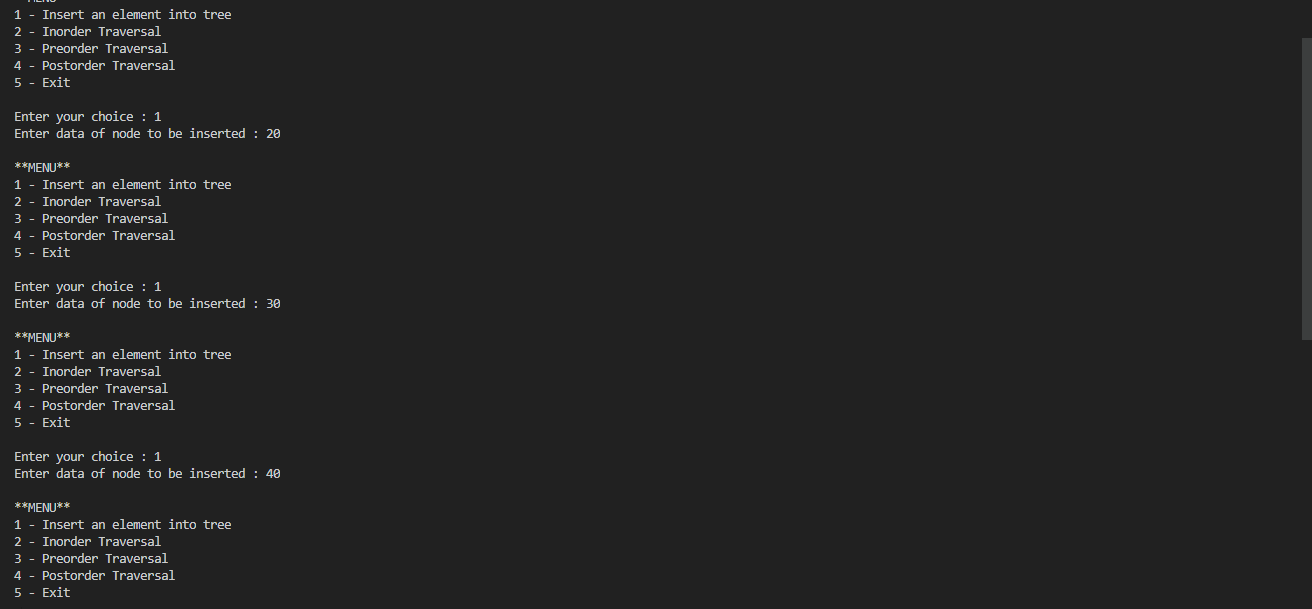 **MENU**
1 - Insert an element into tree
2 - Inorder Traversal
3 - Preorder Traversal
4 - Postorder Traversal
5 - Exit
Enter your choice : 1
Enter data of node to be inserted : 20
**MENU**
1 - Insert an element into tree
2 - Inorder Traversal
3 - Preorder Traversal
4 - Postorder Traversal
5 - Exit
Enter your choice : 1
Enter data of node to be inserted : 30
**MENU**
1 - Insert an element into tree
2 - Inorder Traversal
3 - Preorder Traversal
4 - Postorder Traversal
5 - Exit
Enter your choice : 1
Enter data of node to be inserted : 40
**MENU**
1 - Insert an element into tree
2 - Inorder Traversal
3 - Preorder Traversal
4 - Postorder Traversal
5 - Exit